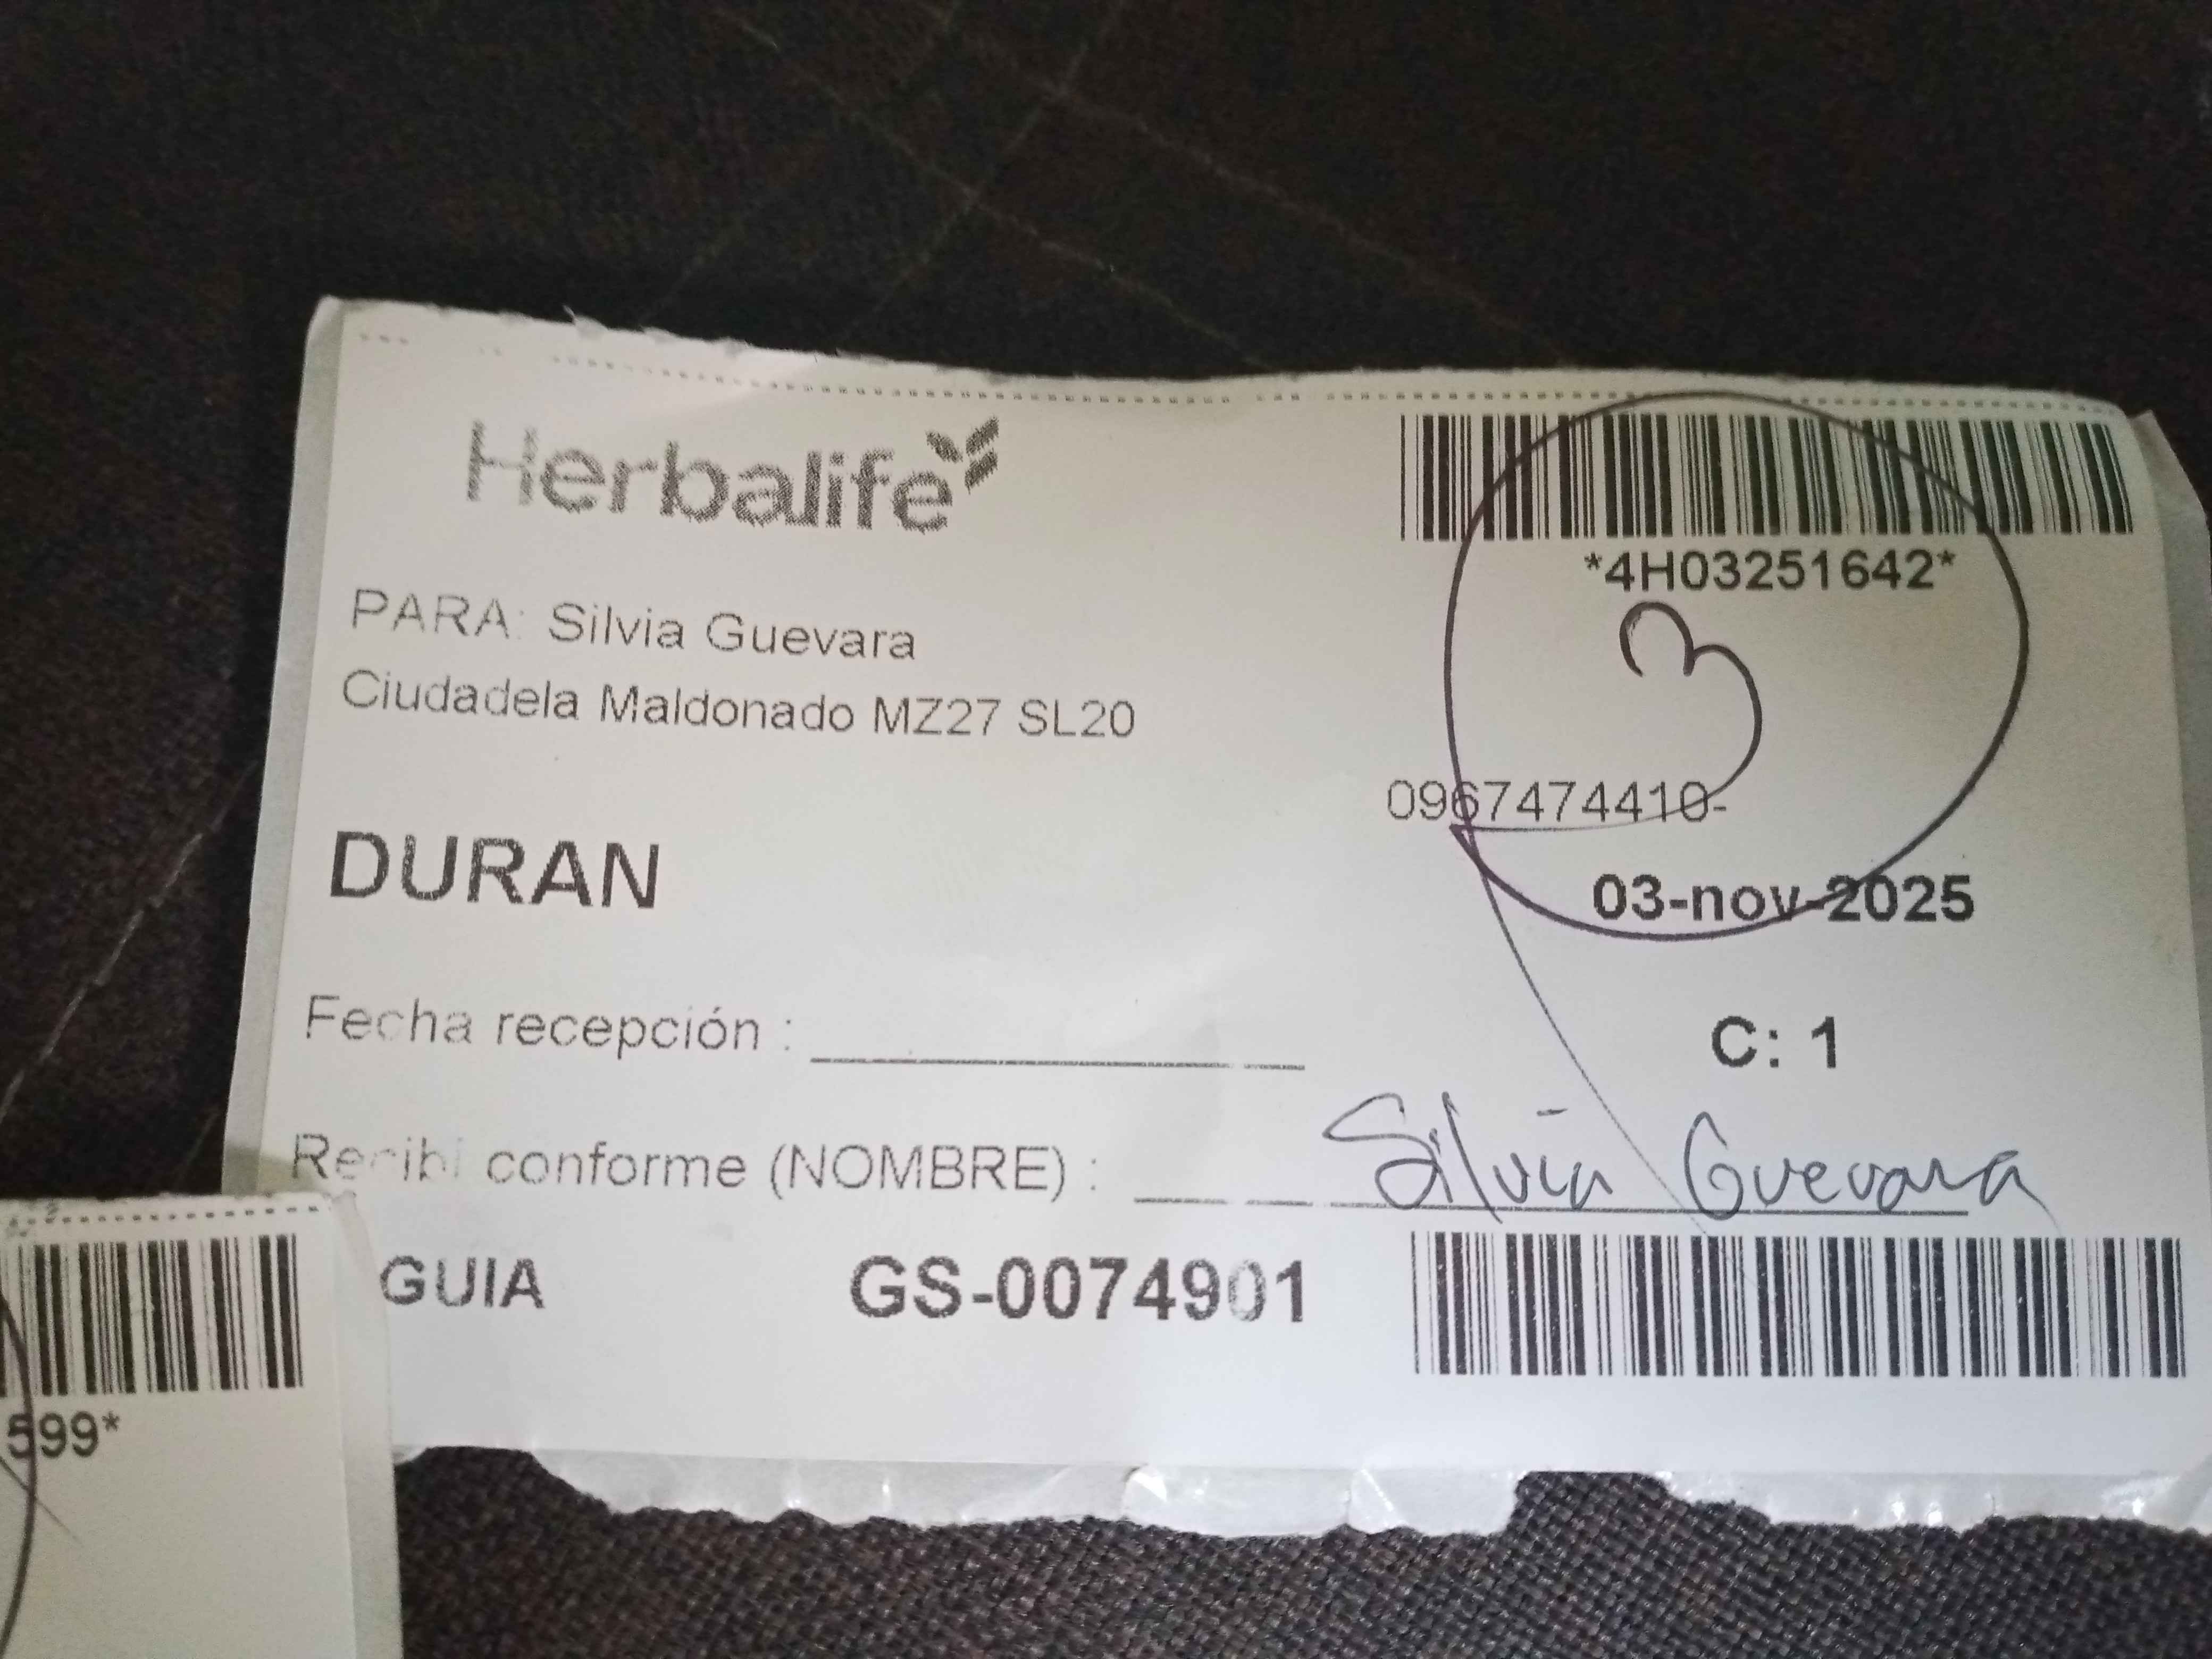 Herbalife
*4H03251642*
3
PARA: Silvia Guevara
Ciudadela Maldonado MZ27 SL20
0967474410-
DURAN
03-nov-2025
Fecha recepción :
C: 1
Recibi conforme (NOMBRE) : Silvia Guevara
GUIA GS-0074901
599*